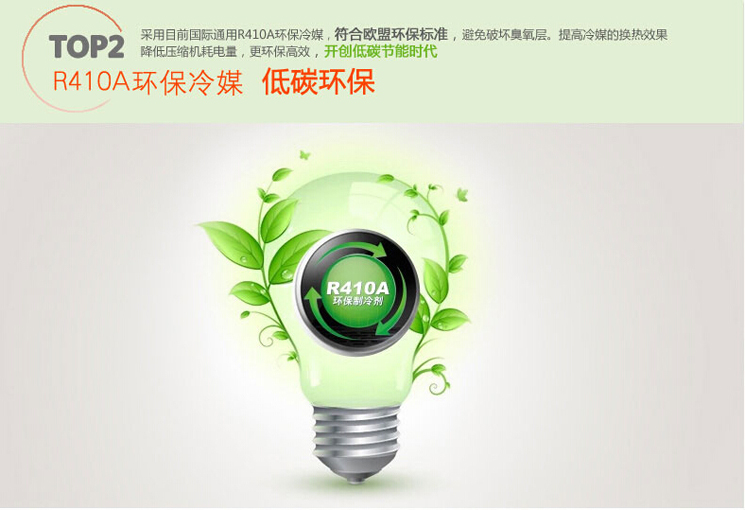 TOP2
采用目前国际通用R410A环保冷媒，符合欧盟环保标准，避免破坏臭氧层。提高冷媒的换热效果
降低压缩机耗电量，更环保高效，开创低碳节能时代
R410A环保冷媒 低碳环保
R410A
环保制冷剂